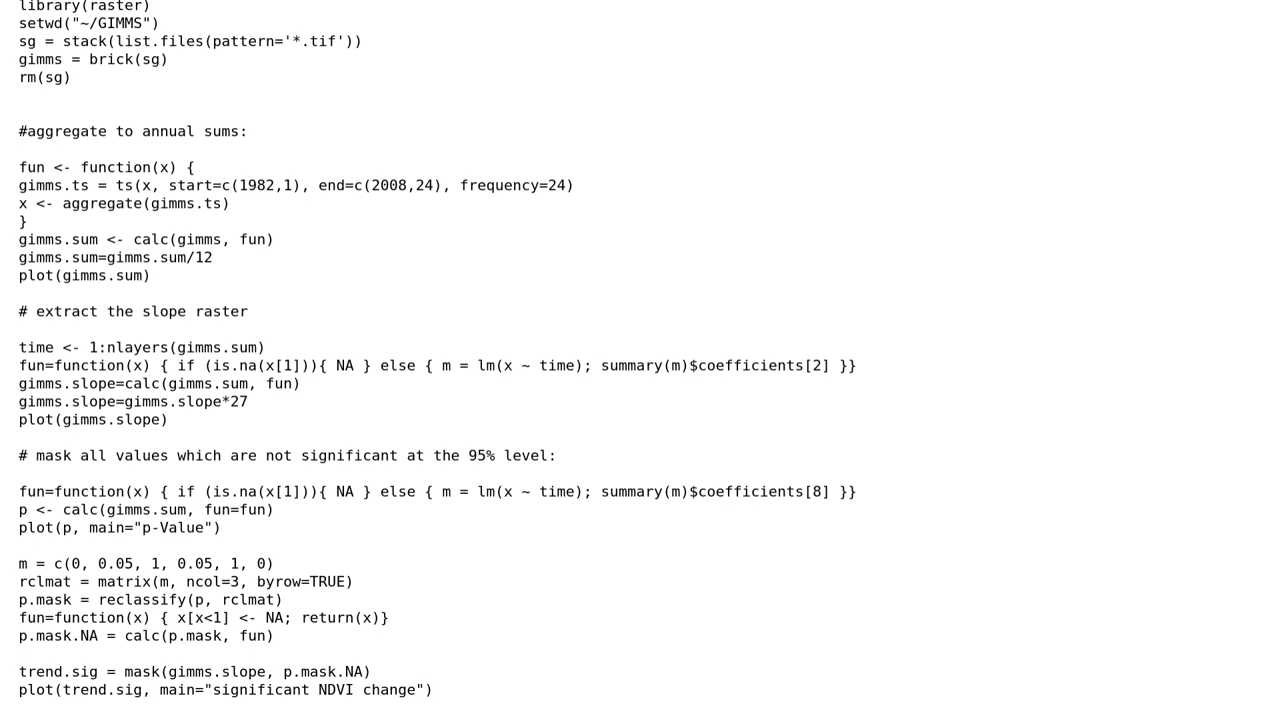 library(raster)
setwd("~/GIMMS")
sg = stack(list.files(pattern='*.tif'))
gimms = brick(sg)
rm(sg)
#aggregate to annual sums:
fun <- function(x) {
gimms.ts = ts(x, start=c(1982,1), end=c(2008,24), frequency=24)
x <- aggregate(gimms.ts)
}
gimms.sum <- calc(gimms, fun)
gimms.sum=gimms.sum/12
plot(gimms.sum)
# extract the slope raster
time <- 1:nlayers(gimms.sum)
fun=function(x) { if (is.na(x[1])){ NA } else { m = lm(x ~ time); summary(m)$coefficients[2] }}
gimms.slope=calc(gimms.sum, fun)
gimms.slope=gimms.slope*27
plot(gimms.slope)
# mask all values which are not significant at the 95% level:
fun=function(x) { if (is.na(x[1])){ NA } else { m = lm(x ~ time); summary(m)$coefficients[8] }}
p <- calc(gimms.sum, fun=fun)
plot(p, main="p-Value")
m = c(0, 0.05, 1, 0.05, 1, 0)
rclmat = matrix(m, ncol=3, byrow=TRUE)
p.mask = reclassify(p, rclmat)
fun=function(x) { x[x<1] <- NA; return(x)}
p.mask.NA = calc(p.mask, fun)
trend.sig = mask(gimms.slope, p.mask.NA)
plot(trend.sig, main="significant NDVI change")